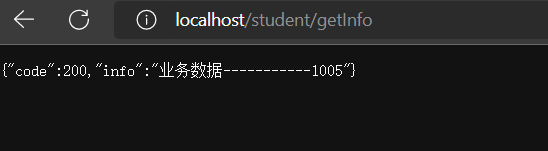 localhost/student/getInfo
{"code":200,"info":"业务数据-----------1005"}